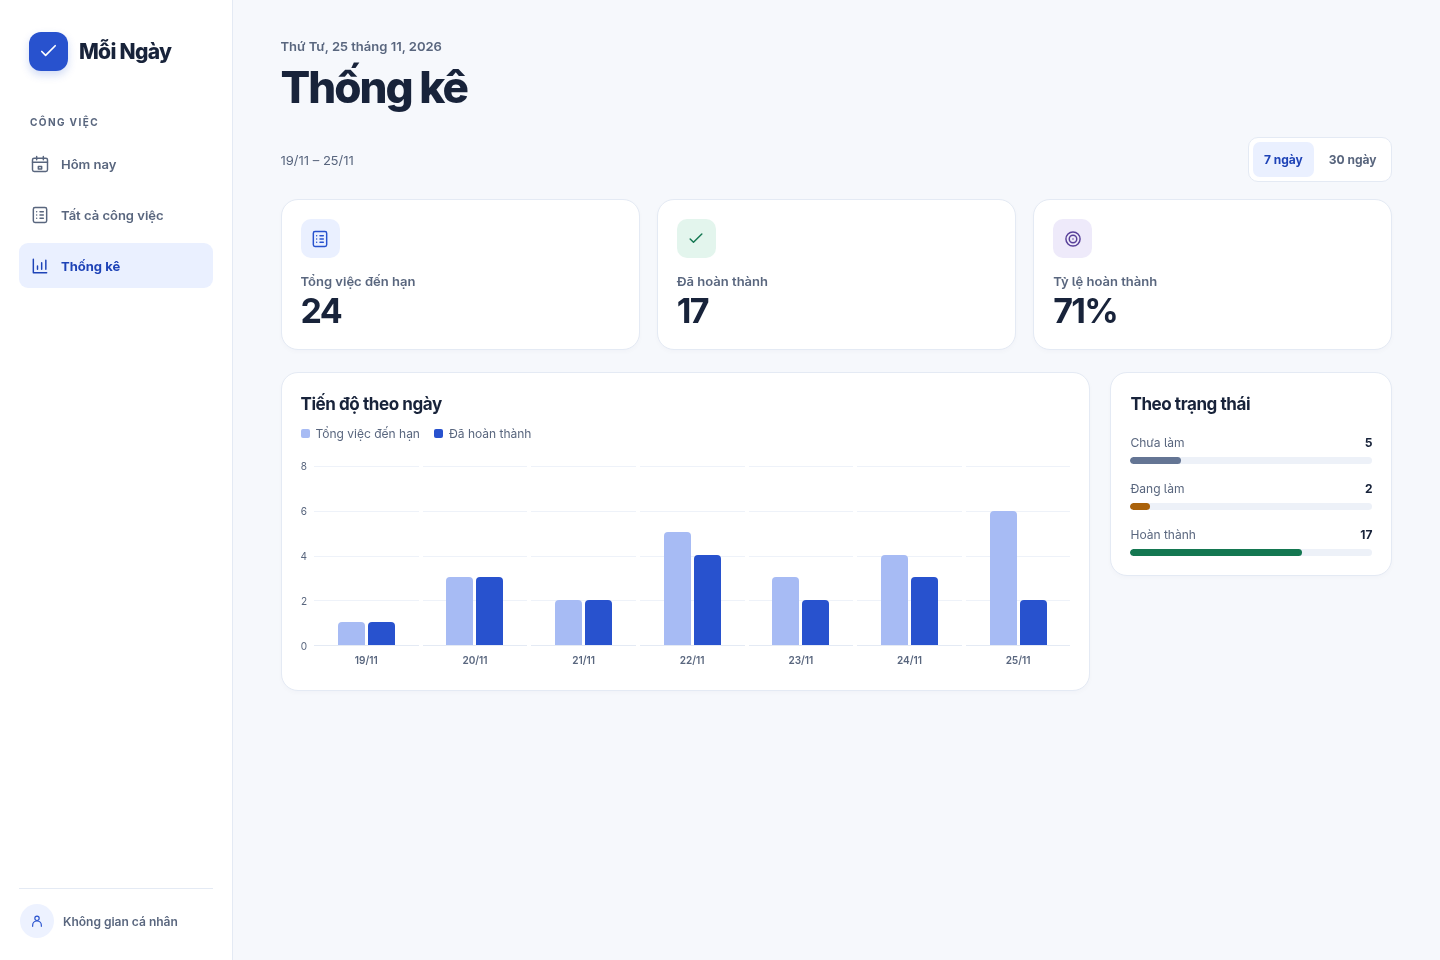 Mỗi Ngày
CÔNG VIỆC
Hôm nay
Tất cả công việc
Thống kê
Không gian cá nhân
Thứ Tư, 25 tháng 11, 2026
Thống kê
19/11 – 25/11
7 ngày
30 ngày
Tổng việc đến hạn
24
Đã hoàn thành
17
Tỷ lệ hoàn thành
71%
Tiến độ theo ngày
Tổng việc đến hạn
Đã hoàn thành
8
6
4
2
0
19/11
20/11
21/11
22/11
23/11
24/11
25/11
Theo trạng thái
Chưa làm 5
Đang làm 2
Hoàn thành 17